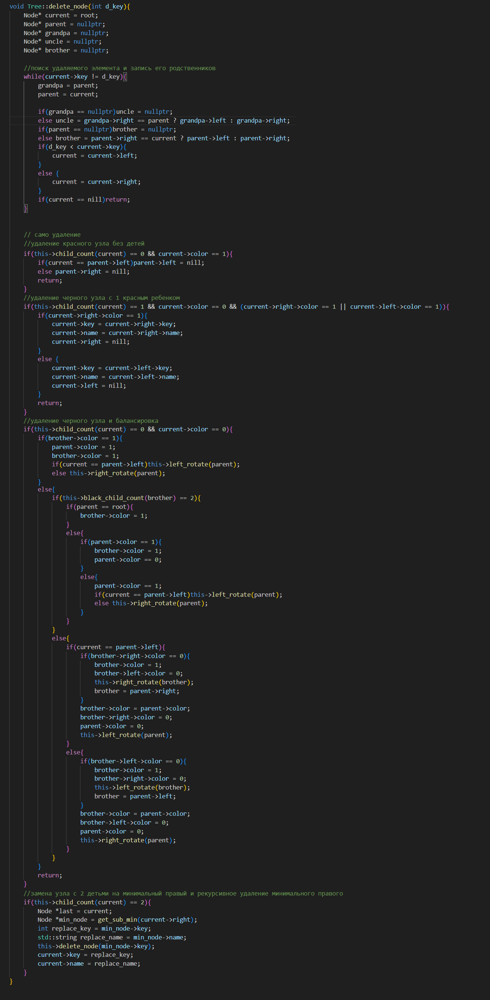 void Tree::delete_node(int d_key){
    Node* current = root;
    Node* parent = nullptr;
    Node* grandpa = nullptr;
    Node* uncle = nullptr;
    Node* brother = nullptr;

    //поиск удаляемого элемента и запись его родственников
    while(current->key != d_key){
        grandpa = parent;
        parent = current;

        if(grandpa == nullptr)uncle = nullptr;
        else uncle = grandpa->right == parent ? grandpa->left : grandpa->right;
        if(parent == nullptr)brother = nullptr;
        else brother = parent->right == current ? parent->left : parent->right;
        if(d_key < current->key){
            current = current->left;
        }
        else {
            current = current->right;
        }
        if(current == nill)return;
    }


    // само удаление
    //удаление красного узла без детей
    if(this->child_count(current) == 0 && current->color == 1){
        if(current == parent->left)parent->left = nill;
        else parent->right = nill;
        return;
    }
    //удаление черного узла с 1 красным ребенком
    if(this->child_count(current) == 1 && current->color == 0 && (current->right->color == 1 || current->left->color == 1)){
        if(current->right->color == 1){
            current->key = current->right->key;
            current->name = current->right->name;
            current->right = nill;
        }
        else {
            current->key = current->left->key;
            current->name = current->left->name;
            current->left = nill;
        }
        return;
    }
    //удаление черного узла и балансировка
    if(this->child_count(current) == 0 && current->color == 0){
        if(brother->color == 1){
            parent->color = 1;
            brother->color = 1;
            if(current == parent->left)this->left_rotate(parent);
            else this->right_rotate(parent);
        }
        else{
            if(this->black_child_count(brother) == 2){
                if(parent == root){
                    brother->color = 1;
                }
                else{
                    if(parent->color == 1){
                        brother->color = 1;
                        parent->color == 0;
                    }
                    else{
                        parent->color == 1;
                        if(current == parent->left)this->left_rotate(parent);
                        else this->right_rotate(parent);
                    }
                }
            }
            else{
                if(current == parent->left){
                    if(brother->right->color == 0){
                        brother->color = 1;
                        brother->left->color = 0;
                        this->right_rotate(brother);
                        brother = parent->right;
                    }
                    brother->color = parent->color;
                    brother->right->color = 0;
                    parent->color = 0;
                    this->left_rotate(parent);
                }
                else{
                    if(brother->left->color == 0){
                        brother->color = 1;
                        brother->right->color = 0;
                        this->left_rotate(brother);
                        brother = parent->left;
                    }
                    brother->color = parent->color;
                    brother->left->color = 0;
                    parent->color = 0;
                    this->right_rotate(parent);
                }
            }
        }
        return;
    }
    //замена узла с 2 детьми на минимальный правый и рекурсивное удаление минимального правого
    if(this->child_count(current) == 2){
        Node *last = current;
        Node *min_node = get_sub_min(current->right);
        int replace_key = min_node->key;
        std::string replace_name = min_node->name;
        this->delete_node(min_node->key);
        current->key = replace_key;
        current->name = replace_name;
    }
}